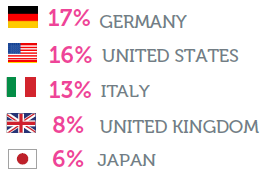 17% GERMANY
16% UNITED STATES
13% ITALY
8% UNITED KINGDOM
6% JAPAN